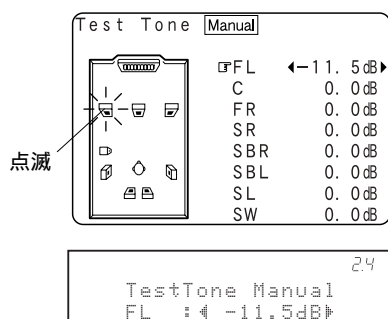 Test Tone Manual
☞FL ◀-11. 5dB▶
C 0. 0dB
FR 0. 0dB
SR 0. 0dB
SBR 0. 0dB
SBL 0. 0dB
SL 0. 0dB
SW 0. 0dB
点滅
2.4
TestTone Manual
FL :◀ -11.5dB▶